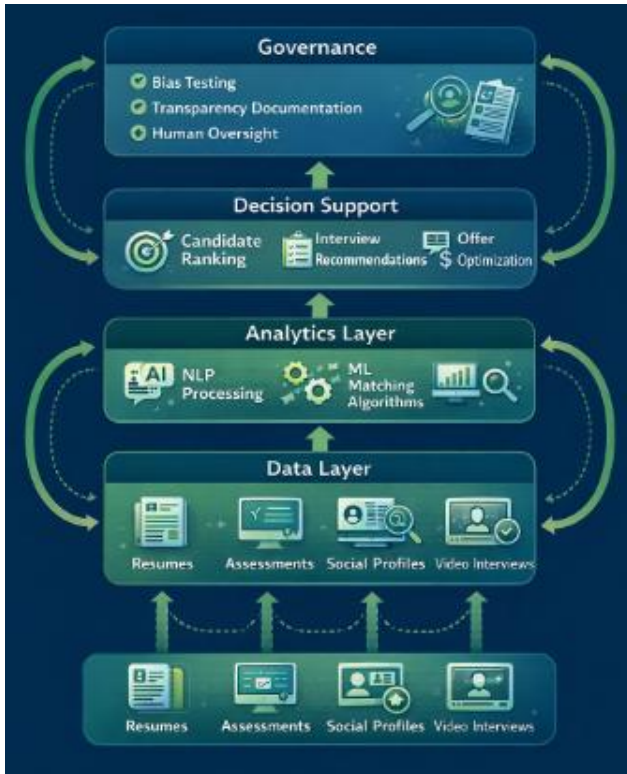 Governance
Bias Testing
Transparency Documentation
Human Oversight
Decision Support
Candidate
Ranking
Interview
Recommendations
Offer
$ Optimization
Analytics Layer
AI
NLP
Processing
ML
Matching
Algorithms
Data Layer
Resumes
Assessments
Social Profiles
Video Interviews
Resumes
Assessments
Social Profiles
Video Interviews